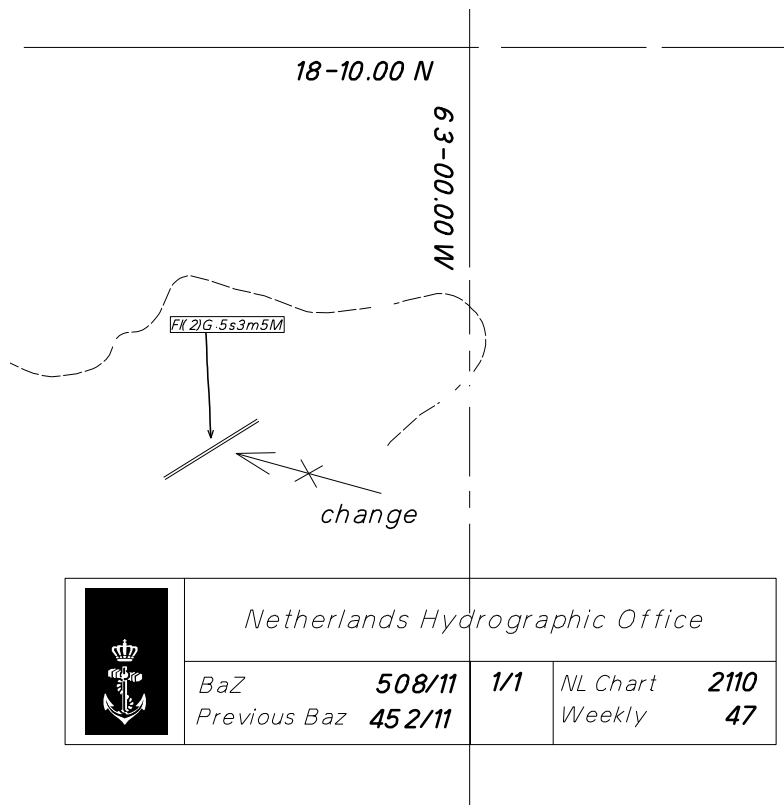 18-10.00 N
63-00.00 W
Fl(2)G.5s3m5M
change
Netherlands Hydrographic Office
BaZ 508/11 1/1 NL Chart 2110
Previous Baz 452/11 Weekly 47